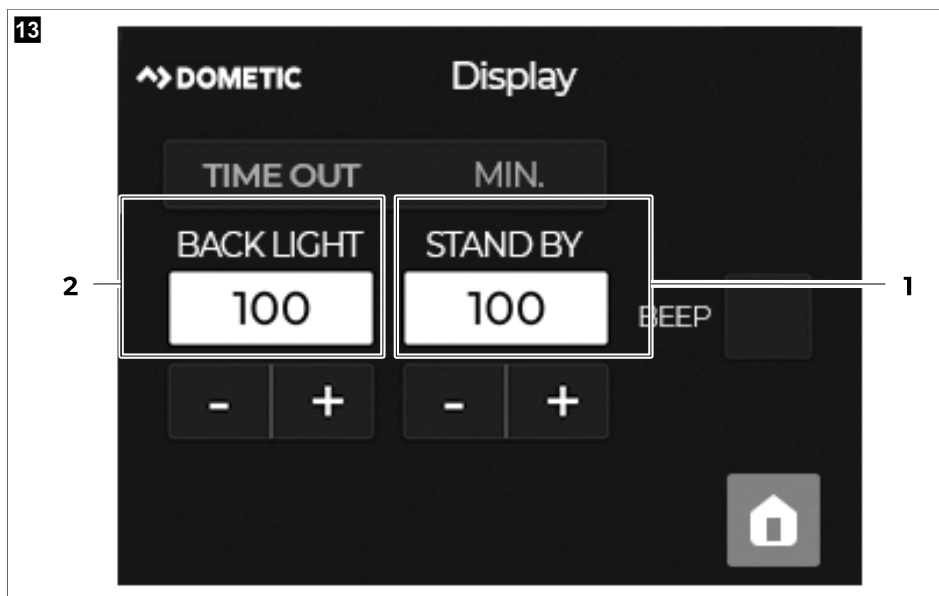 13
DOMETIC Display
TIME OUT MIN.
BACK LIGHT STAND BY
2 100 100 BEEP 1
- + - +